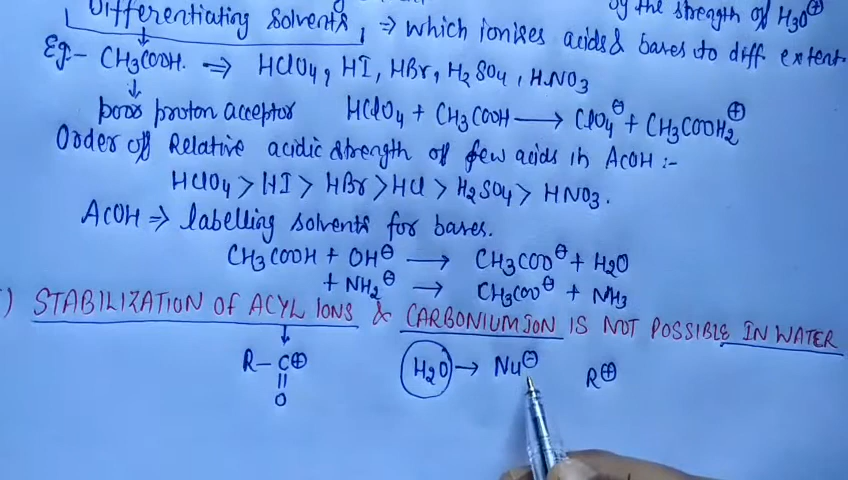 by the strength of H3O⊕
Differentiating solvents, ⇒ which ionises acids & bases to diff. extent
Eg:- CH3COOH. ⇒ HClO4, HI, HBr, H2SO4, HNO3
poor proton acceptor HClO4 + CH3COOH → ClO4⊖ + CH3COOH2⊕
Order of Relative acidic strength of few acids in AcOH :-
HClO4 > HI > HBr > HCl > H2SO4 > HNO3.
AcOH ⇒ labelling solvents for bases.
CH3COOH + OH⊖ → CH3COO⊖ + H2O
+ NH2⊖ → CH3COO⊖ + NH3
) STABILIZATION OF ACYL IONS & CARBONIUM ION IS NOT POSSIBLE IN WATER
R–C⊕ H2O → Nu⊖ R⊕
||
O